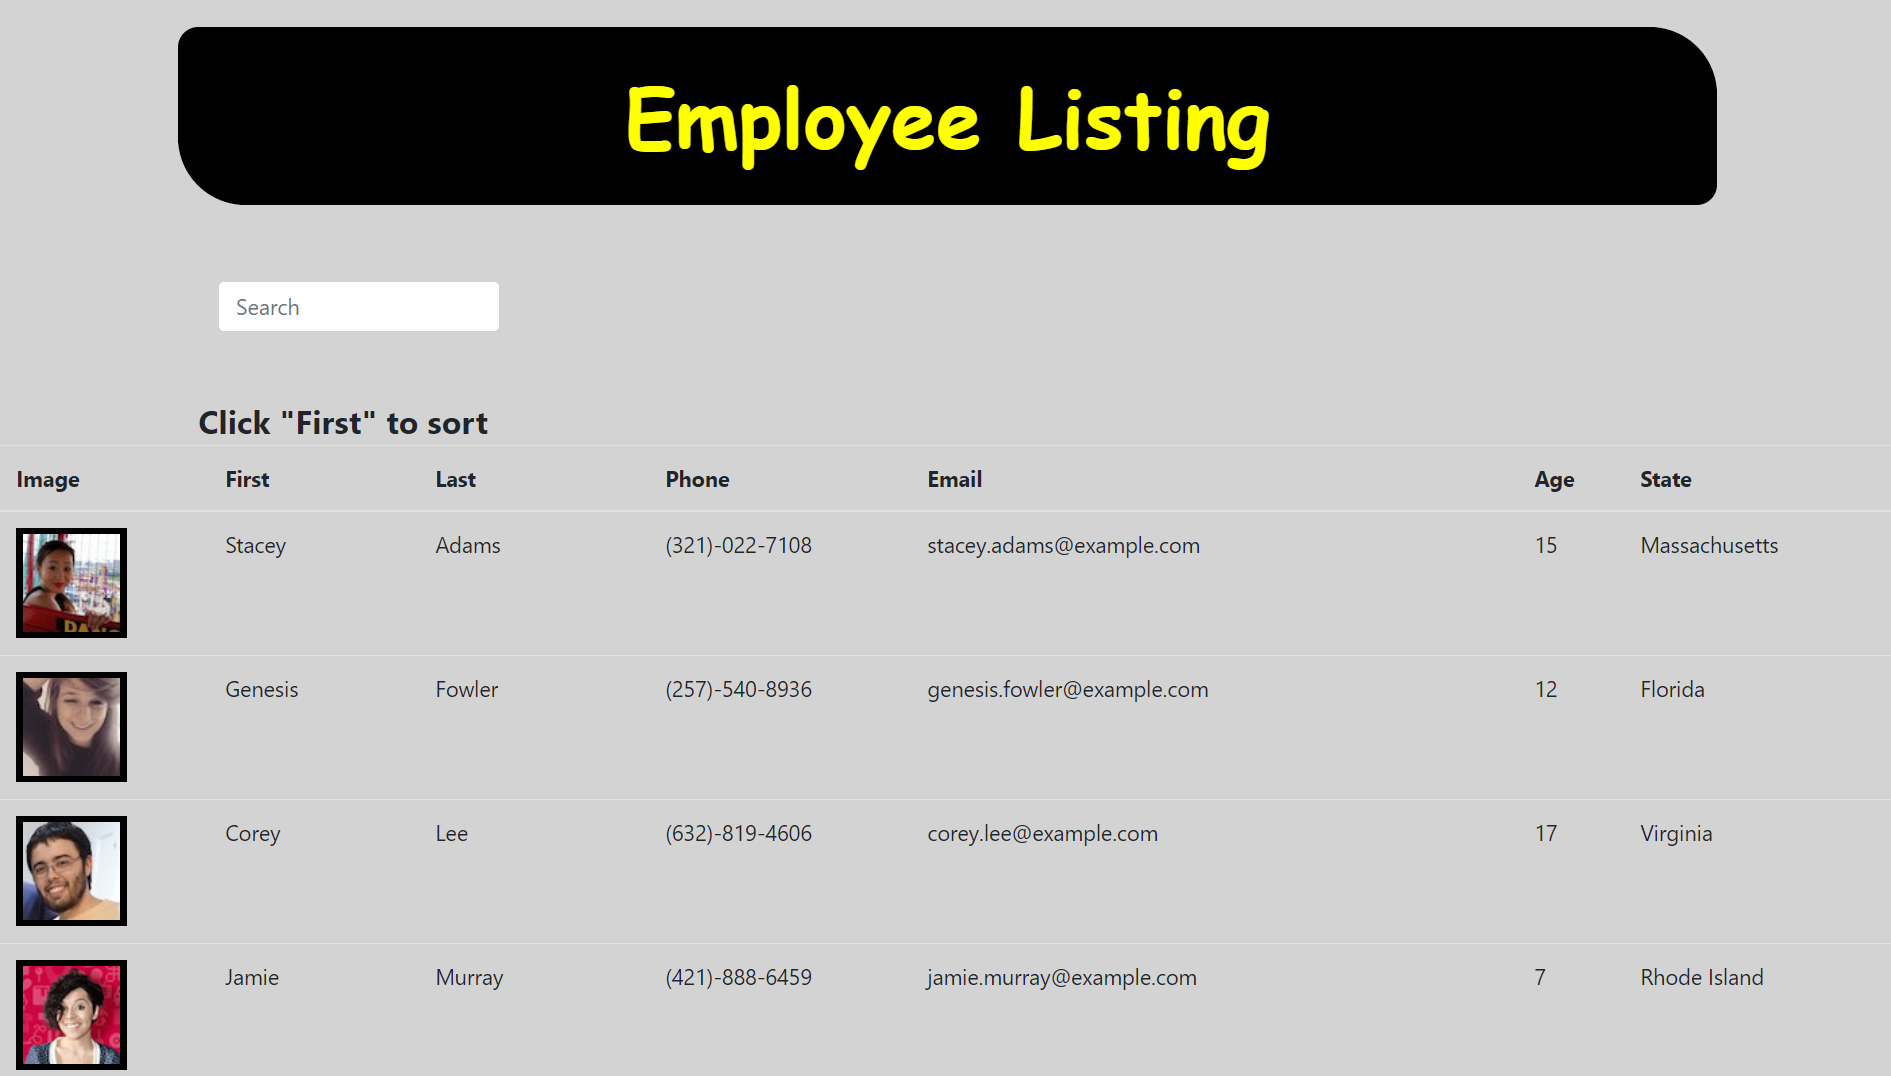 Employee Listing
Search
Click "First" to sort
Image First Last Phone Email Age State
Stacey Adams (321)-022-7108 stacey.adams@example.com 15 Massachusetts
Genesis Fowler (257)-540-8936 genesis.fowler@example.com 12 Florida
Corey Lee (632)-819-4606 corey.lee@example.com 17 Virginia
Jamie Murray (421)-888-6459 jamie.murray@example.com 7 Rhode Island